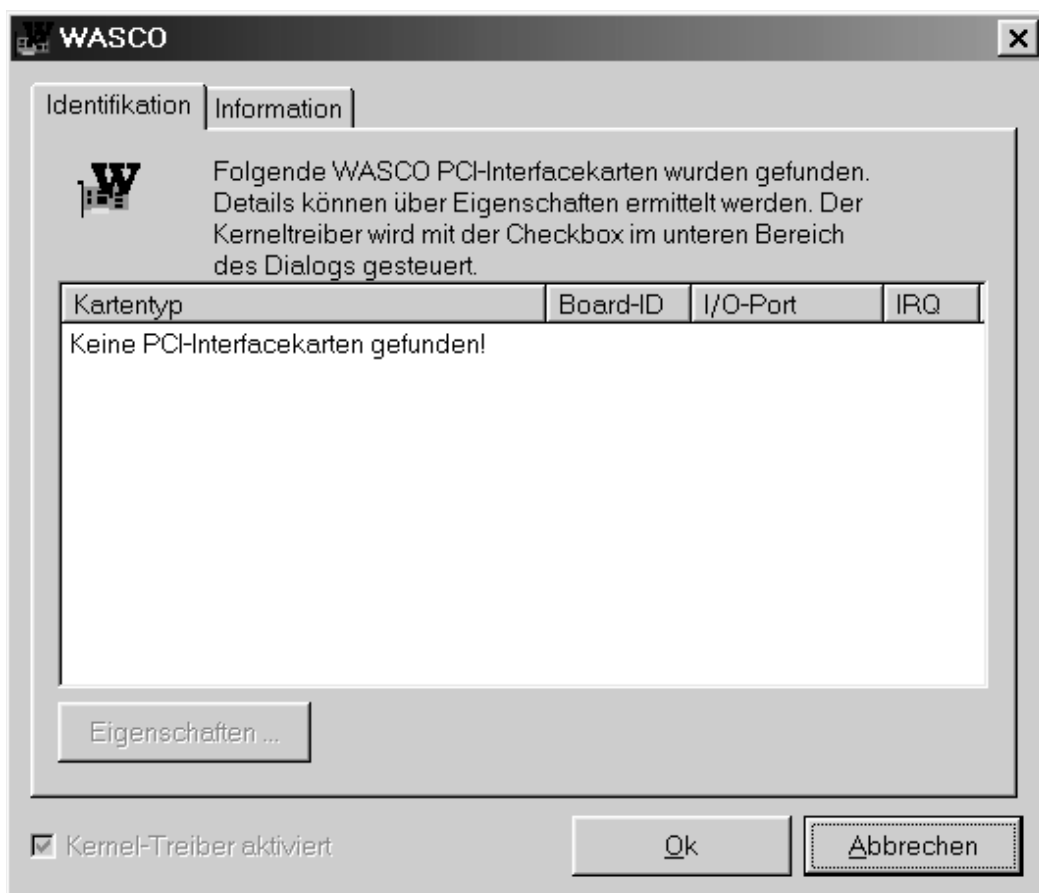 WASCO
Identifikation Information
W
Folgende WASCO PCI-Interfacekarten wurden gefunden.
Details können über Eigenschaften ermittelt werden. Der
Kerneltreiber wird mit der Checkbox im unteren Bereich
des Dialogs gesteuert.
Kartentyp Board-ID I/O-Port IRQ
Keine PCI-Interfacekarten gefunden!
Eigenschaften ...
Kernel-Treiber aktiviert Ok Abbrechen